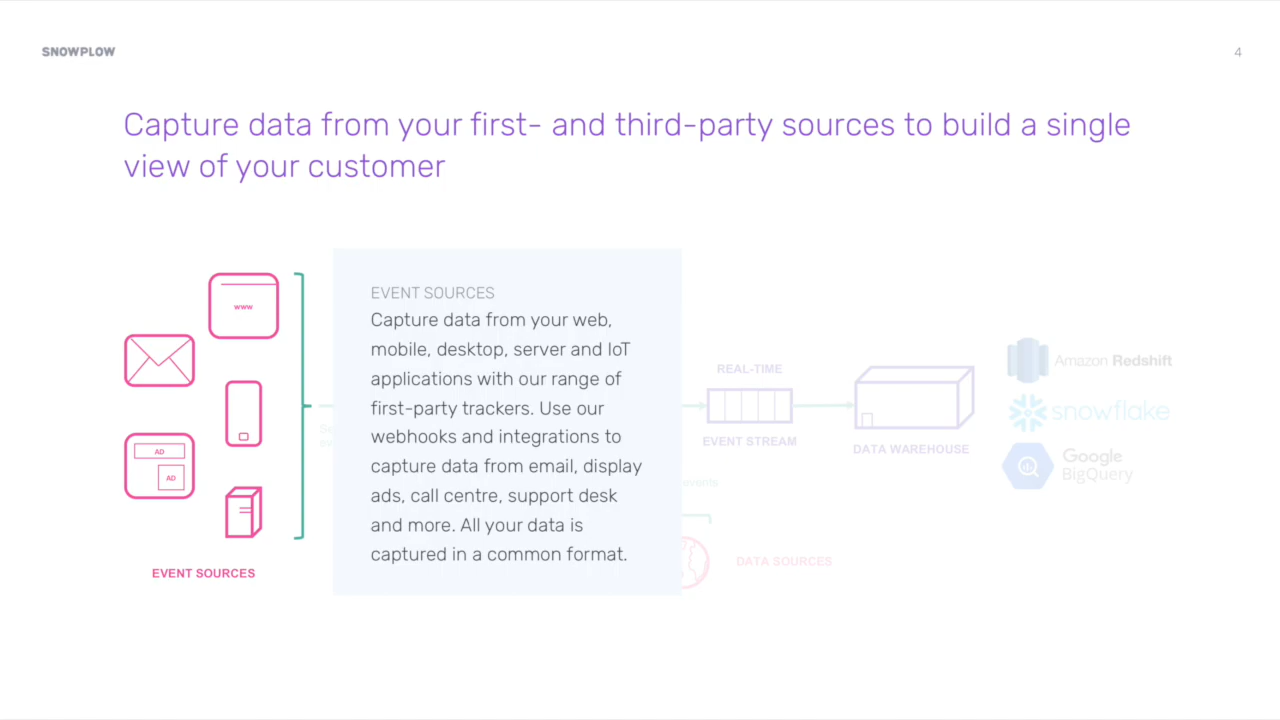 SNOWPLOW
4
Capture data from your first- and third-party sources to build a single
view of your customer
www
AD
AD
EVENT SOURCES
EVENT SOURCES
Capture data from your web,
mobile, desktop, server and IoT
applications with our range of
first-party trackers. Use our
webhooks and integrations to
capture data from email, display
ads, call centre, support desk
and more. All your data is
captured in a common format.
REAL-TIME
EVENT STREAM
events
DATA SOURCES
DATA WAREHOUSE
Amazon Redshift
snowflake
Google
BigQuery